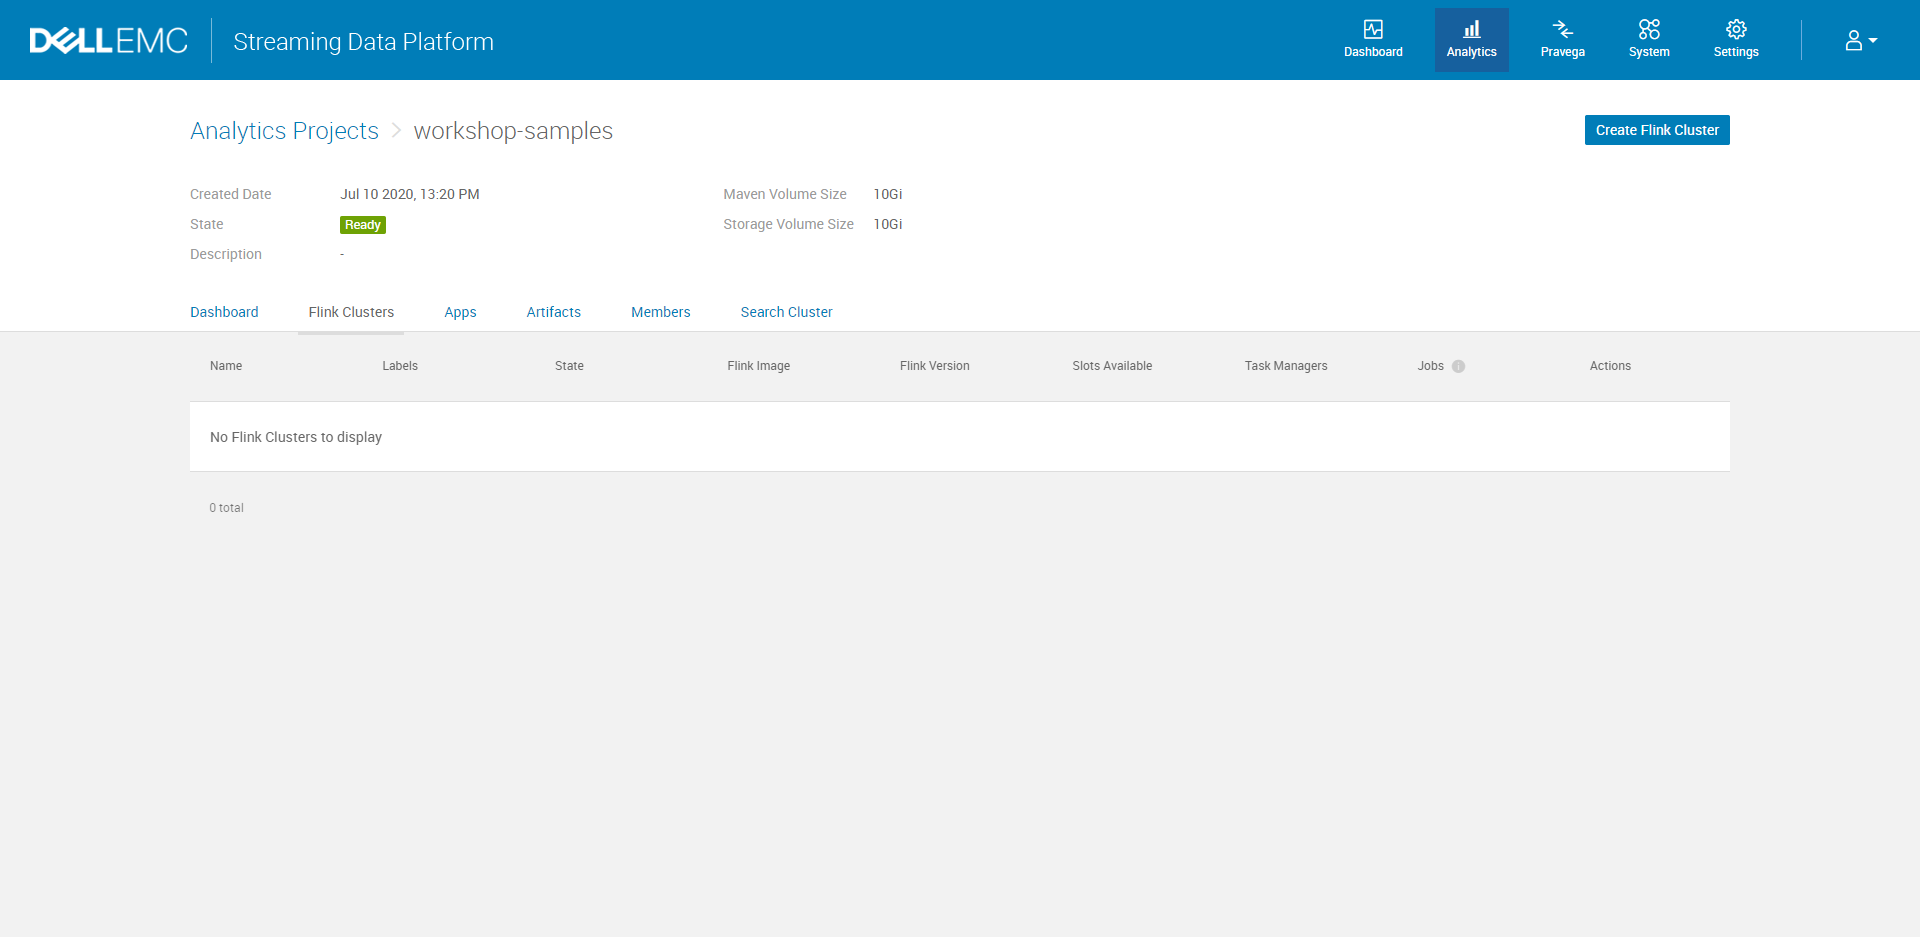 DELLEMC Streaming Data Platform Dashboard Analytics Pravega System Settings
Analytics Projects workshop-samples Create Flink Cluster
Created Date Jul 10 2020, 13:20 PM Maven Volume Size 10Gi
State Ready Storage Volume Size 10Gi
Description -
Dashboard Flink Clusters Apps Artifacts Members Search Cluster
Name Labels State Flink Image Flink Version Slots Available Task Managers Jobs Actions
No Flink Clusters to display
0 total